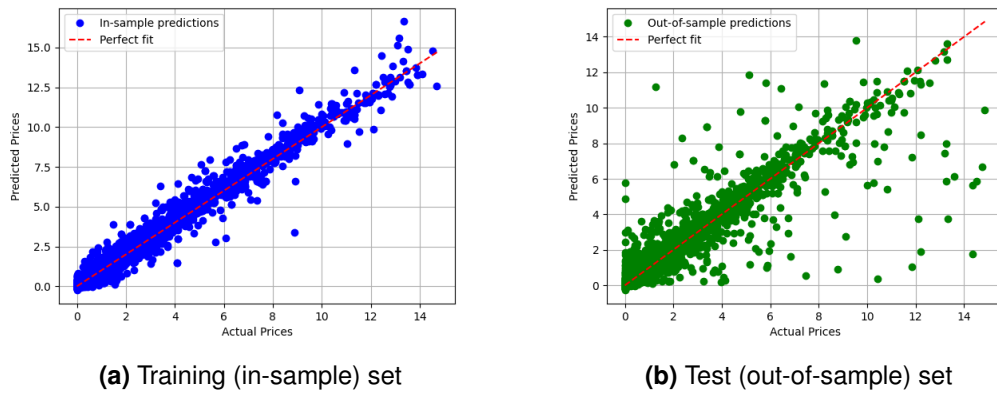 In-sample predictions
Perfect fit
15.0
12.5
10.0
7.5
5.0
2.5
0.0
Predicted Prices
0 2 4 6 8 10 12 14
Actual Prices
(a) Training (in-sample) set
Out-of-sample predictions
Perfect fit
14
12
10
8
6
4
2
0
Predicted Prices
0 2 4 6 8 10 12 14
Actual Prices
(b) Test (out-of-sample) set